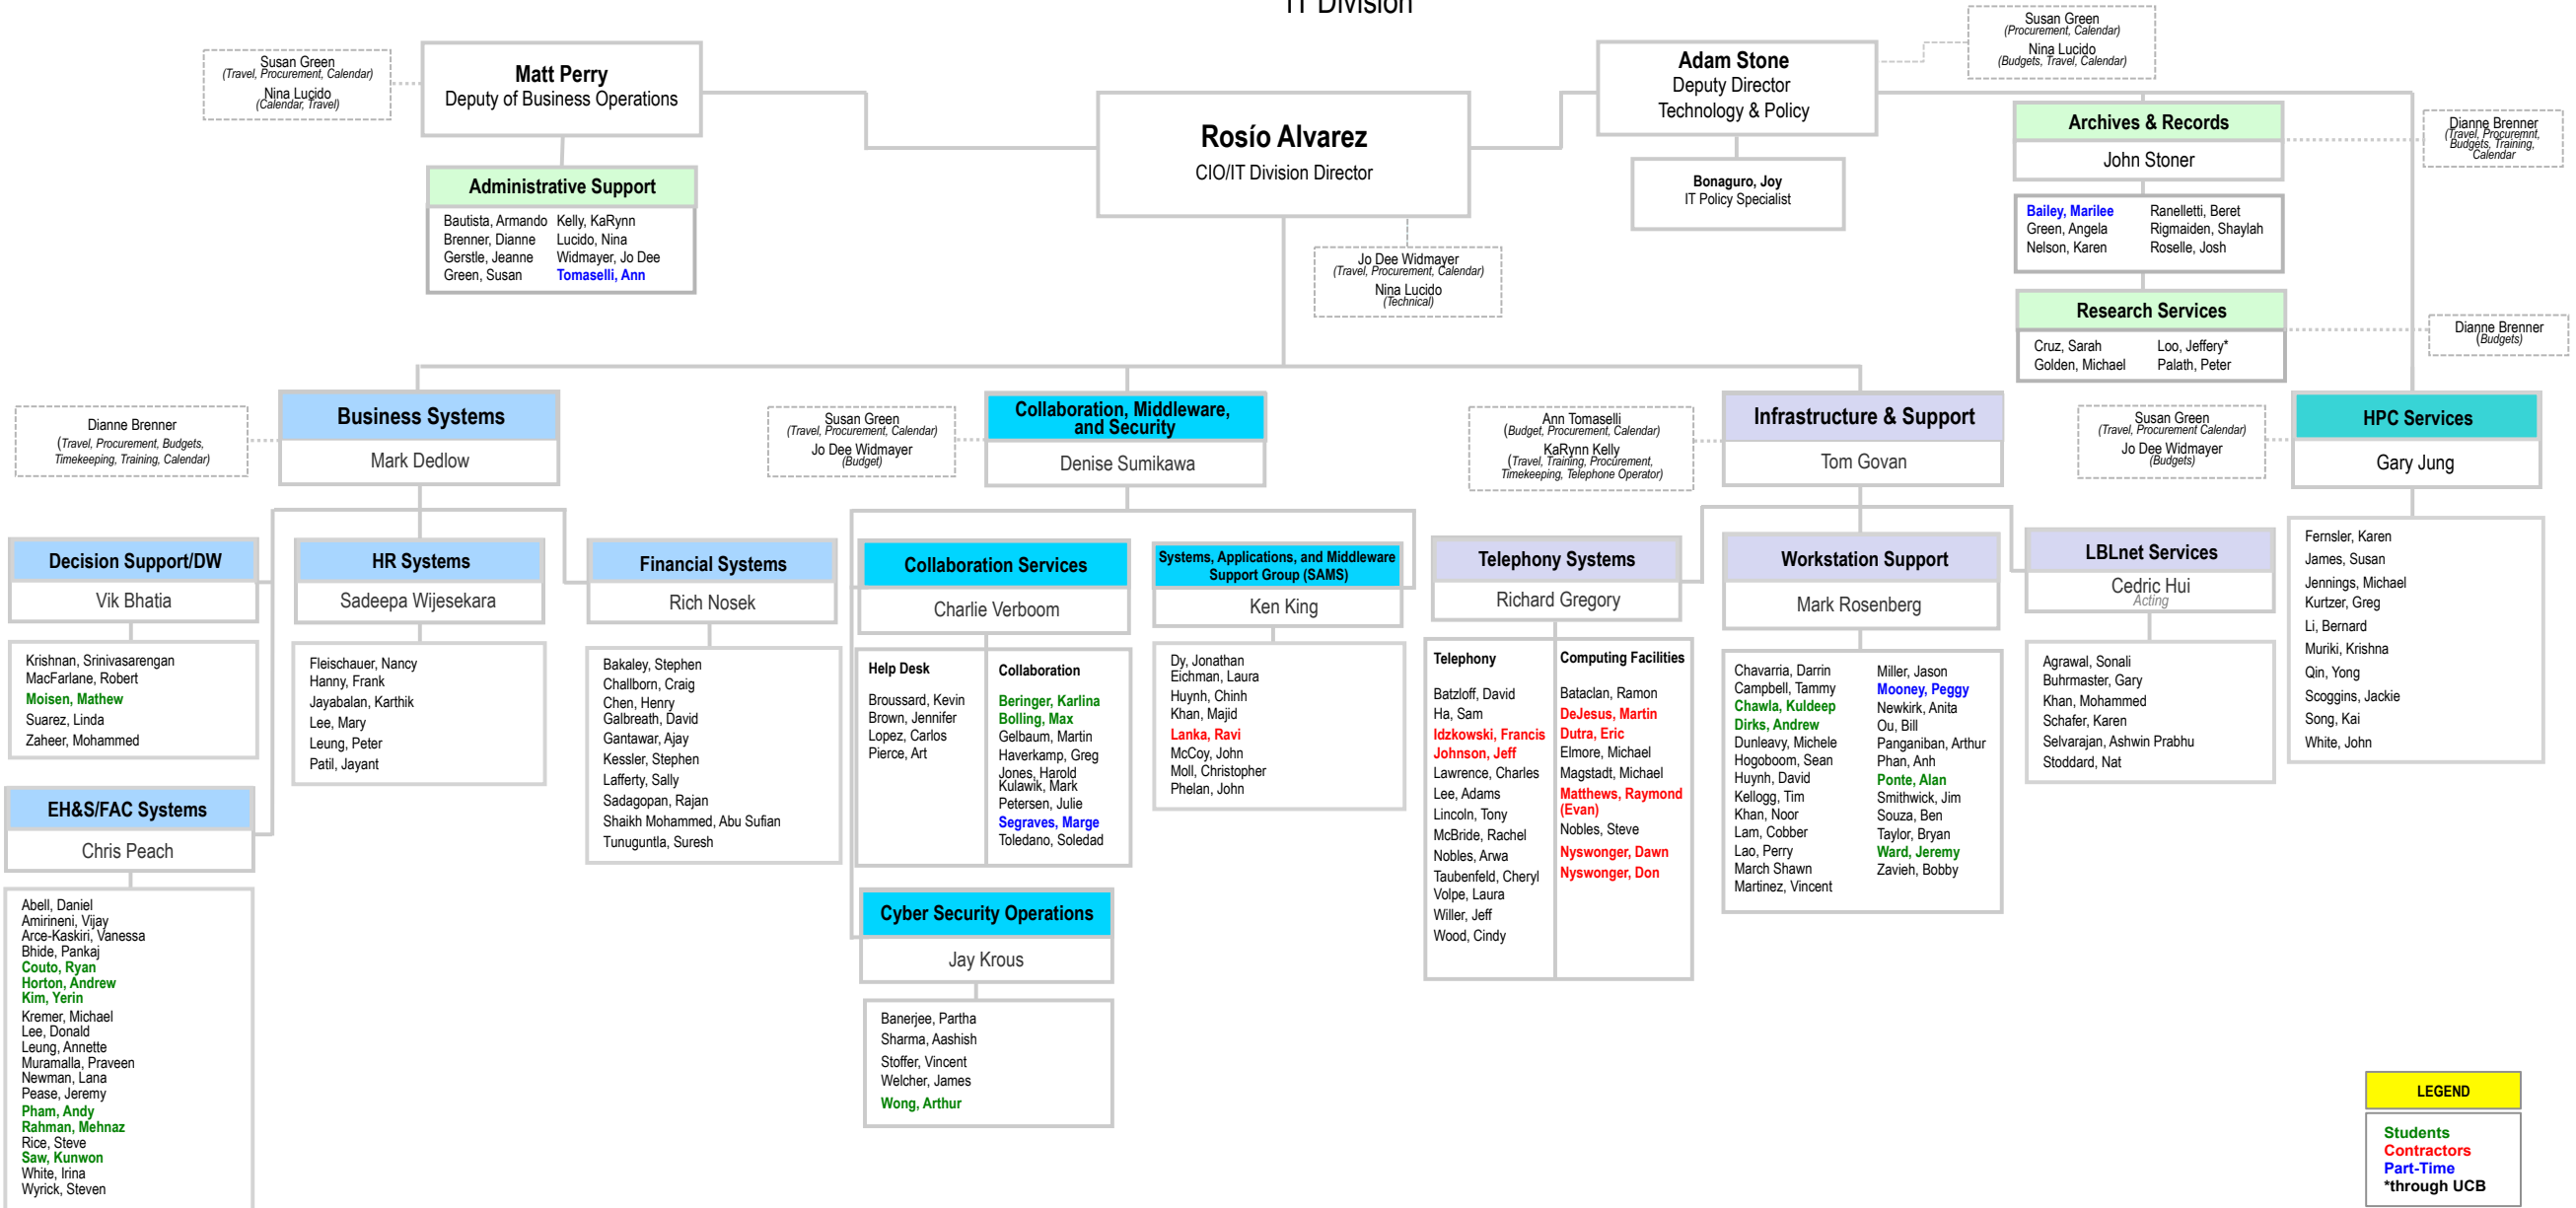 IT Division
Susan Green
(Travel, Procurement, Calendar)
Nina Lucido
(Calendar, Travel)
Matt Perry
Deputy of Business Operations
Administrative Support
Bautista, Armando
Brenner, Dianne
Gerstle, Jeanne
Green, Susan
Kelly, KaRynn
Lucido, Nina
Widmayer, Jo Dee
Tomaselli, Ann
Rosío Alvarez
CIO/IT Division Director
Jo Dee Widmayer
(Travel, Procurement, Calendar)
Nina Lucido
(Technical)
Adam Stone
Deputy Director
Technology & Policy
Bonaguro, Joy
IT Policy Specialist
Susan Green
(Procurement, Calendar)
Nina Lucido
(Budgets, Travel, Calendar)
Archives & Records
John Stoner
Dianne Brenner
(Travel, Procuremnt,
Budgets, Training,
Calendar
Bailey, Marilee
Green, Angela
Nelson, Karen
Ranelletti, Beret
Rigmaiden, Shaylah
Roselle, Josh
Research Services
Cruz, Sarah
Golden, Michael
Loo, Jeffery*
Palath, Peter
Dianne Brenner
(Budgets)
Dianne Brenner
(Travel, Procurement, Budgets,
Timekeeping, Training, Calendar)
Business Systems
Mark Dedlow
Susan Green
(Travel, Procurement, Calendar)
Jo Dee Widmayer
(Budget)
Collaboration, Middleware,
and Security
Denise Sumikawa
Ann Tomaselli
(Budget, Procurement, Calendar)
KaRynn Kelly
(Travel, Training, Procurement,
Timekeeping, Telephone Operator)
Infrastructure & Support
Tom Govan
Susan Green
(Travel, Procurement Calendar)
Jo Dee Widmayer
(Budgets)
HPC Services
Gary Jung
Decision Support/DW
Vik Bhatia
Krishnan, Srinivasarengan
MacFarlane, Robert
Moisen, Mathew
Suarez, Linda
Zaheer, Mohammed
EH&S/FAC Systems
Chris Peach
Abell, Daniel
Amirineni, Vijay
Arce-Kaskiri, Vanessa
Bhide, Pankaj
Couto, Ryan
Horton, Andrew
Kim, Yerin
Kremer, Michael
Lee, Donald
Leung, Annette
Muramalla, Praveen
Newman, Lana
Pease, Jeremy
Pham, Andy
Rahman, Mehnaz
Rice, Steve
Saw, Kunwon
White, Irina
Wyrick, Steven
HR Systems
Sadeepa Wijesekara
Fleischauer, Nancy
Hanny, Frank
Jayabalan, Karthik
Lee, Mary
Leung, Peter
Patil, Jayant
Financial Systems
Rich Nosek
Bakaley, Stephen
Challborn, Craig
Chen, Henry
Galbreath, David
Gantawar, Ajay
Kessler, Stephen
Lafferty, Sally
Sadagopan, Rajan
Shaikh Mohammed, Abu Sufian
Tunuguntla, Suresh
Collaboration Services
Charlie Verboom
Help Desk
Broussard, Kevin
Brown, Jennifer
Lopez, Carlos
Pierce, Art
Collaboration
Beringer, Karlina
Bolling, Max
Gelbaum, Martin
Haverkamp, Greg
Jones, Harold
Kulawik, Mark
Petersen, Julie
Segraves, Marge
Toledano, Soledad
Cyber Security Operations
Jay Krous
Banerjee, Partha
Sharma, Aashish
Stoffer, Vincent
Welcher, James
Wong, Arthur
Systems, Applications, and Middleware
Support Group (SAMS)
Ken King
Dy, Jonathan
Eichman, Laura
Huynh, Chinh
Khan, Majid
Lanka, Ravi
McCoy, John
Moll, Christopher
Phelan, John
Telephony Systems
Richard Gregory
Telephony
Batzloff, David
Ha, Sam
Idzkowski, Francis
Johnson, Jeff
Lawrence, Charles
Lee, Adams
Lincoln, Tony
McBride, Rachel
Nobles, Arwa
Taubenfeld, Cheryl
Volpe, Laura
Willer, Jeff
Wood, Cindy
Computing Facilities
Bataclan, Ramon
DeJesus, Martin
Dutra, Eric
Elmore, Michael
Magstadt, Michael
Matthews, Raymond
(Evan)
Nobles, Steve
Nyswonger, Dawn
Nyswonger, Don
Workstation Support
Mark Rosenberg
Chavarria, Darrin
Campbell, Tammy
Chawla, Kuldeep
Dirks, Andrew
Dunleavy, Michele
Hogoboom, Sean
Huynh, David
Kellogg, Tim
Khan, Noor
Lam, Cobber
Lao, Perry
March Shawn
Martinez, Vincent
Miller, Jason
Mooney, Peggy
Newkirk, Anita
Ou, Bill
Panganiban, Arthur
Phan, Anh
Ponte, Alan
Smithwick, Jim
Souza, Ben
Taylor, Bryan
Ward, Jeremy
Zavieh, Bobby
LBLnet Services
Cedric Hui
Acting
Agrawal, Sonali
Buhrmaster, Gary
Khan, Mohammed
Schafer, Karen
Selvarajan, Ashwin Prabhu
Stoddard, Nat
Fernsler, Karen
James, Susan
Jennings, Michael
Kurtzer, Greg
Li, Bernard
Muriki, Krishna
Qin, Yong
Scoggins, Jackie
Song, Kai
White, John
LEGEND
Students
Contractors
Part-Time
*through UCB